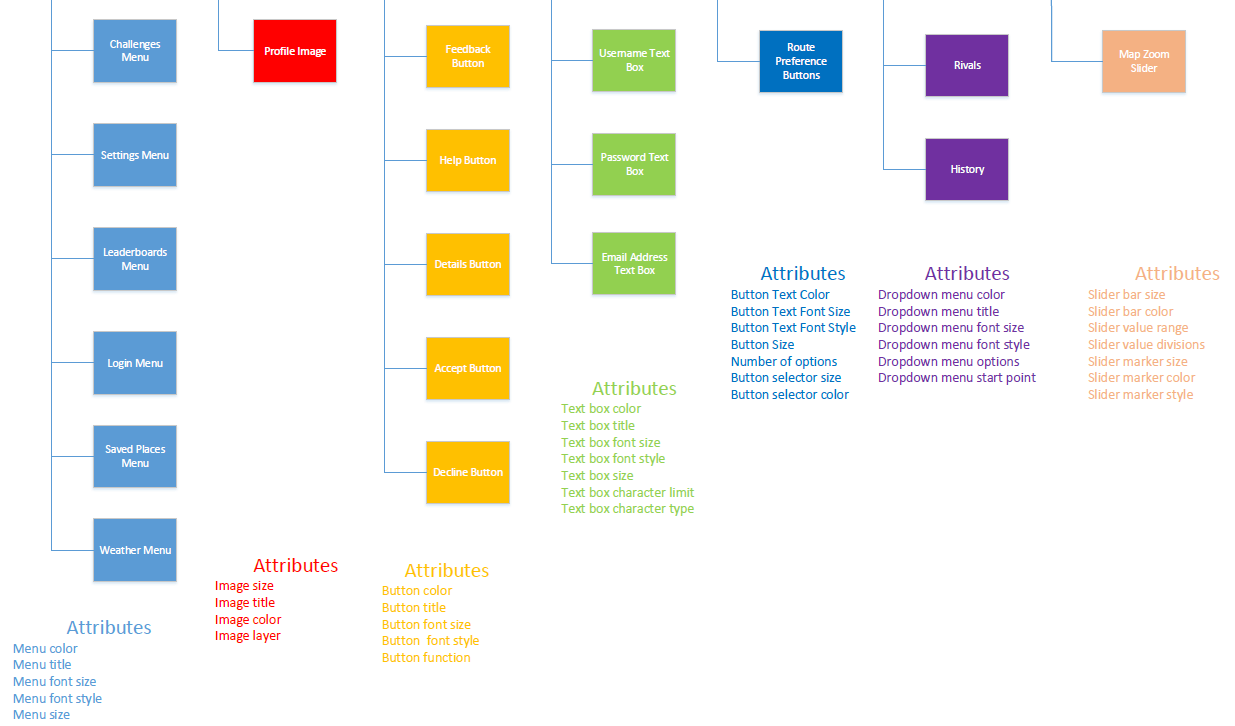 Challenges
Menu
Settings Menu
Leaderboards
Menu
Login Menu
Saved Places
Menu
Weather Menu
Attributes
Menu color
Menu title
Menu font size
Menu font style
Menu size
Profile Image
Attributes
Image size
Image title
Image color
Image layer
Feedback
Button
Help Button
Details Button
Accept Button
Decline Button
Attributes
Button color
Button title
Button font size
Button  font style
Button function
Username Text
Box
Password Text
Box
Email Address
Text Box
Attributes
Text box color
Text box title
Text box font size
Text box font style
Text box size
Text box character limit
Text box character type
Route
Preference
Buttons
Attributes
Button Text Color
Button Text Font Size
Button Text Font Style
Button Size
Number of options
Button selector size
Button selector color
Rivals
History
Attributes
Dropdown menu color
Dropdown menu title
Dropdown menu font size
Dropdown menu font style
Dropdown menu options
Dropdown menu start point
Map Zoom
Slider
Attributes
Slider bar size
Slider bar color
Slider value range
Slider value divisions
Slider marker size
Slider marker color
Slider marker style